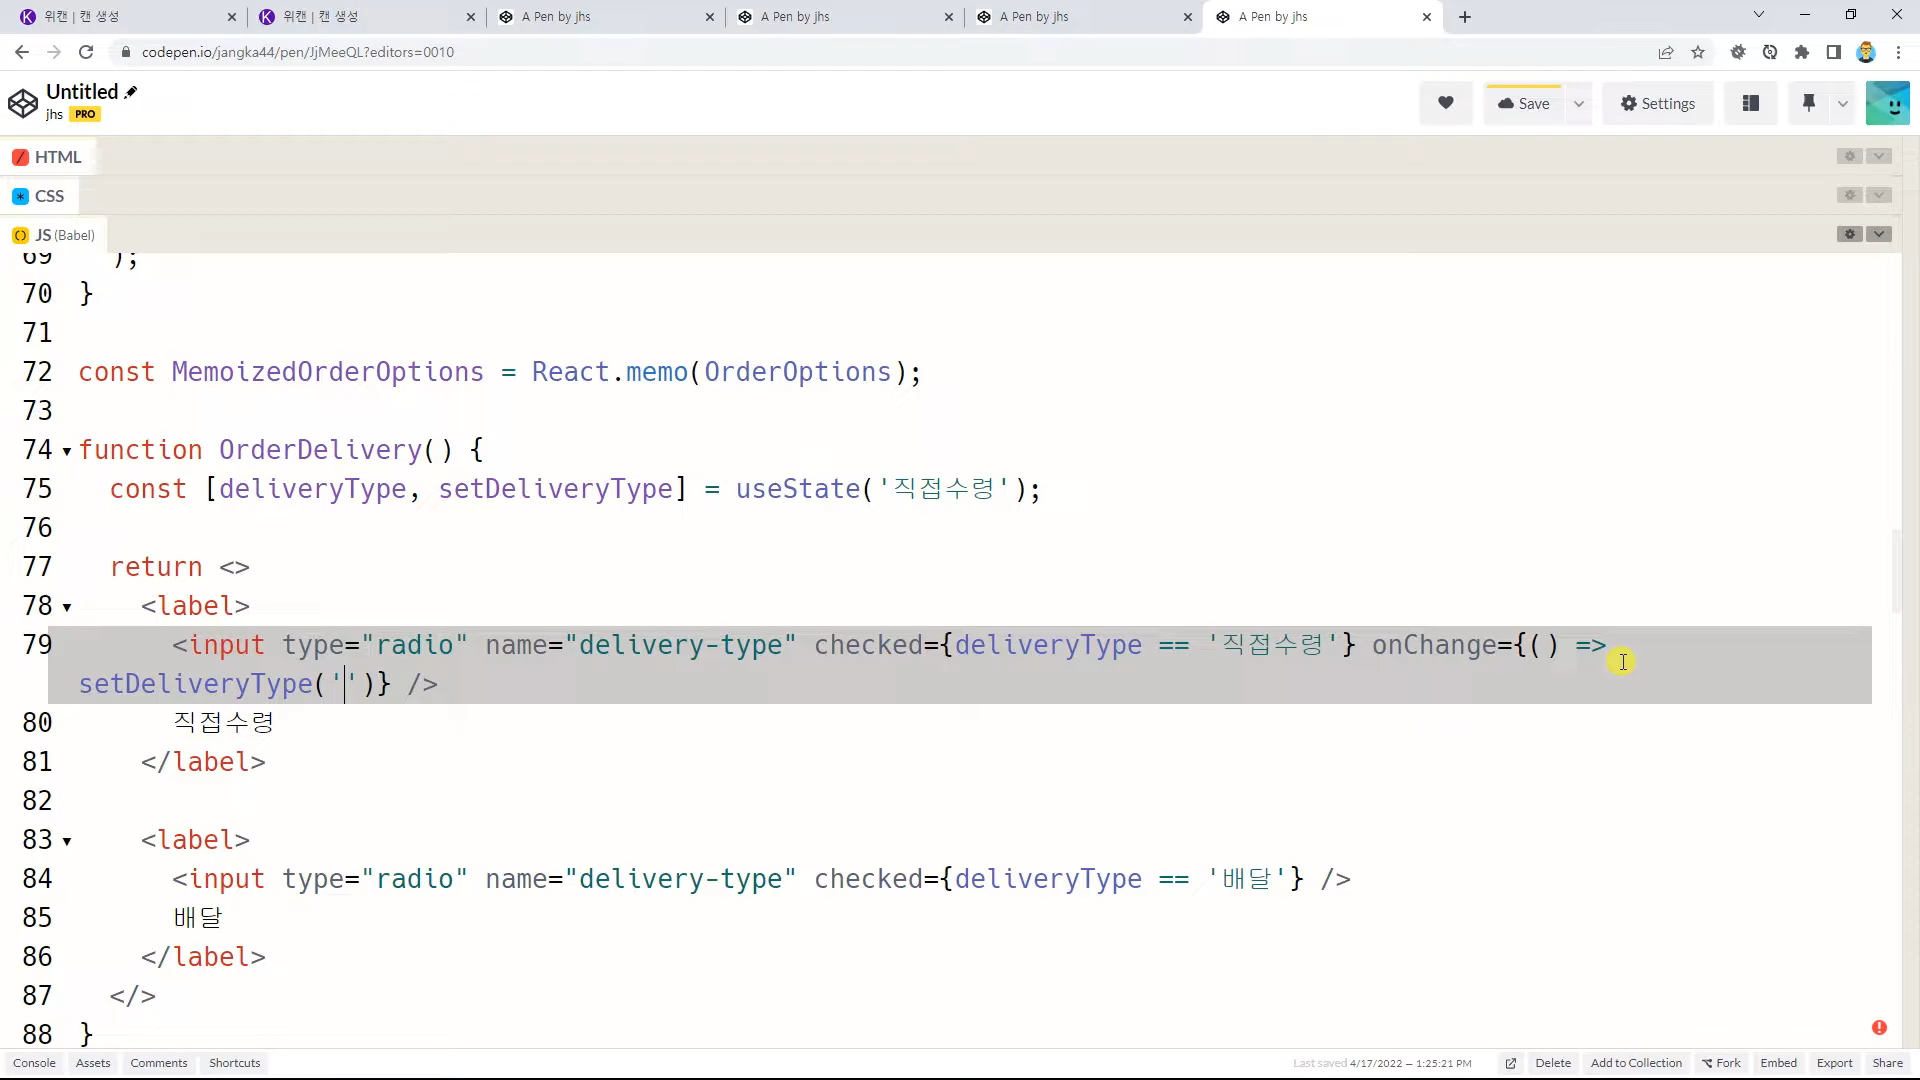 위캔 | 캔 생성
위캔 | 캔 생성
A Pen by jhs
A Pen by jhs
A Pen by jhs
A Pen by jhs
codepen.io/jangka44/pen/JjMeeQL?editors=0010
Untitled
jhs PRO
Save
Settings
HTML
CSS
JS (Babel)
69 );
70 }
71
72 const MemoizedOrderOptions = React.memo(OrderOptions);
73
74 function OrderDelivery() {
75 const [deliveryType, setDeliveryType] = useState('직접수령');
76
77 return <>
78 <label>
79 <input type="radio" name="delivery-type" checked={deliveryType == '직접수령'} onChange={() =>
setDeliveryType('')} />
80 직접수령
81 </label>
82
83 <label>
84 <input type="radio" name="delivery-type" checked={deliveryType == '배달'} />
85 배달
86 </label>
87 </>
88 }
Console Assets Comments Shortcuts Last saved 4/17/2022 – 1:25:21 PM Delete Add to Collection Fork Embed Export Share